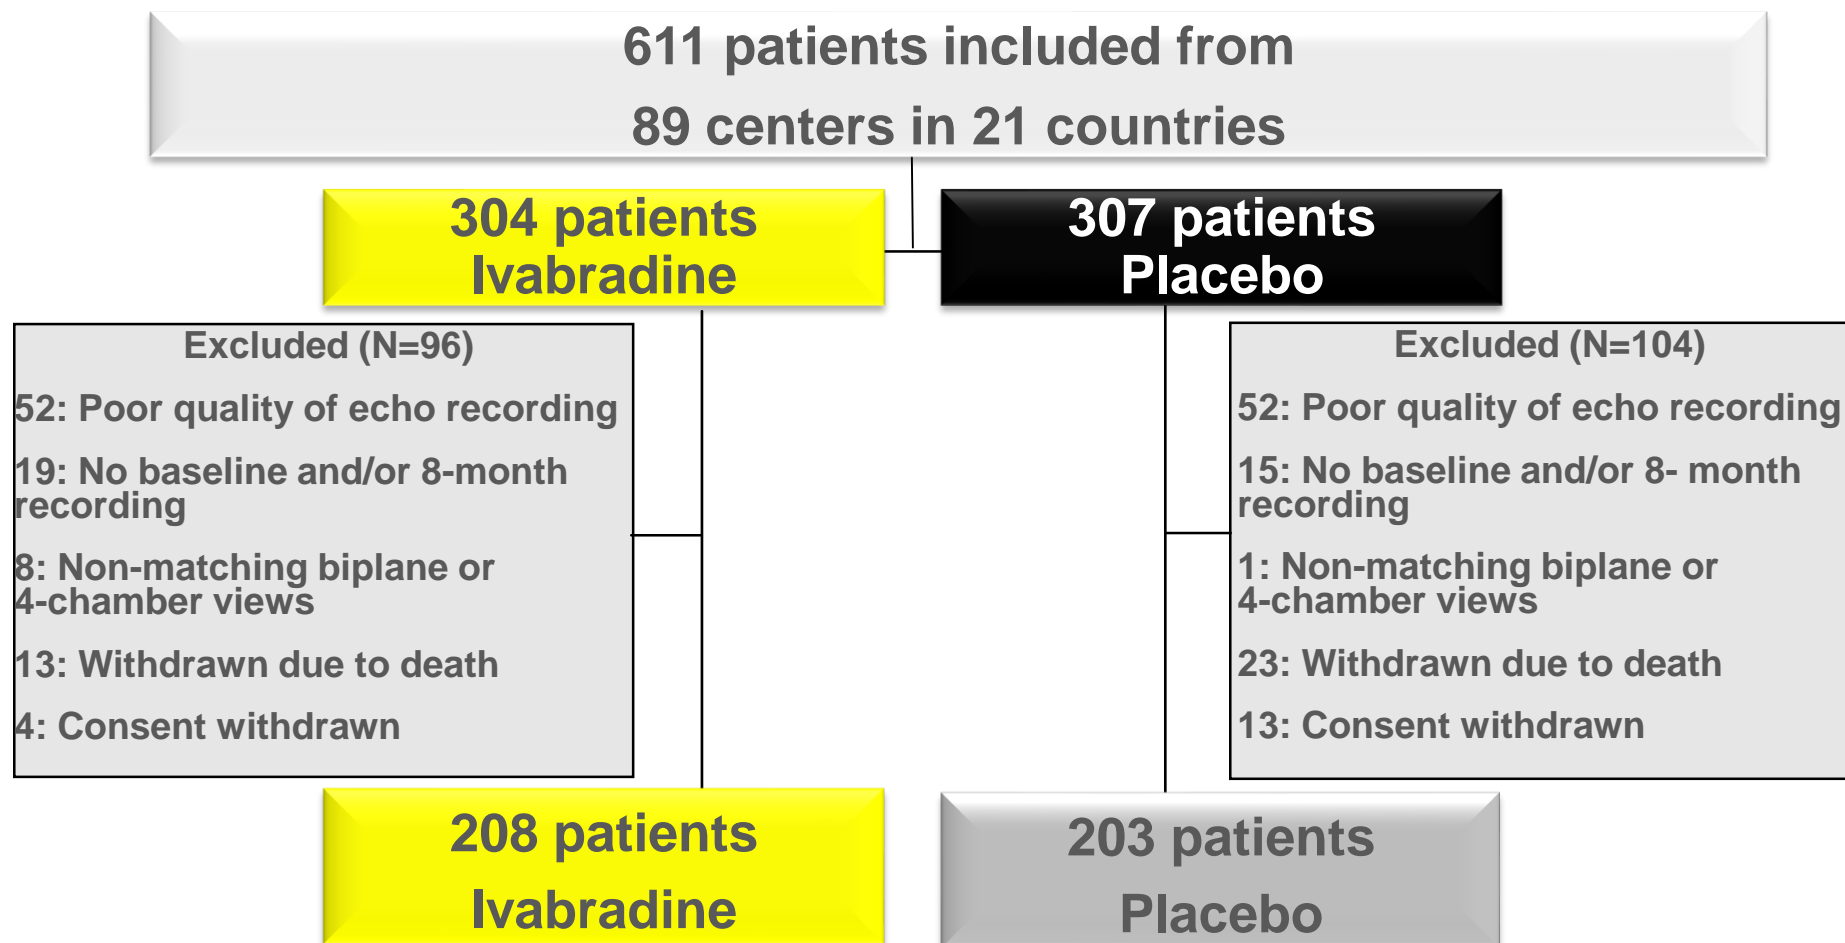 611 patients included from
89 centers in 21 countries
304 patients
Ivabradine
307 patients
Placebo
Excluded (N=96)
52: Poor quality of echo recording
19: No baseline and/or 8-month
recording
8: Non-matching biplane or
4-chamber views
13: Withdrawn due to death
4: Consent withdrawn
Excluded (N=104)
52: Poor quality of echo recording
15: No baseline and/or 8- month
recording
1: Non-matching biplane or
4-chamber views
23: Withdrawn due to death
13: Consent withdrawn
208 patients
Ivabradine
203 patients
Placebo